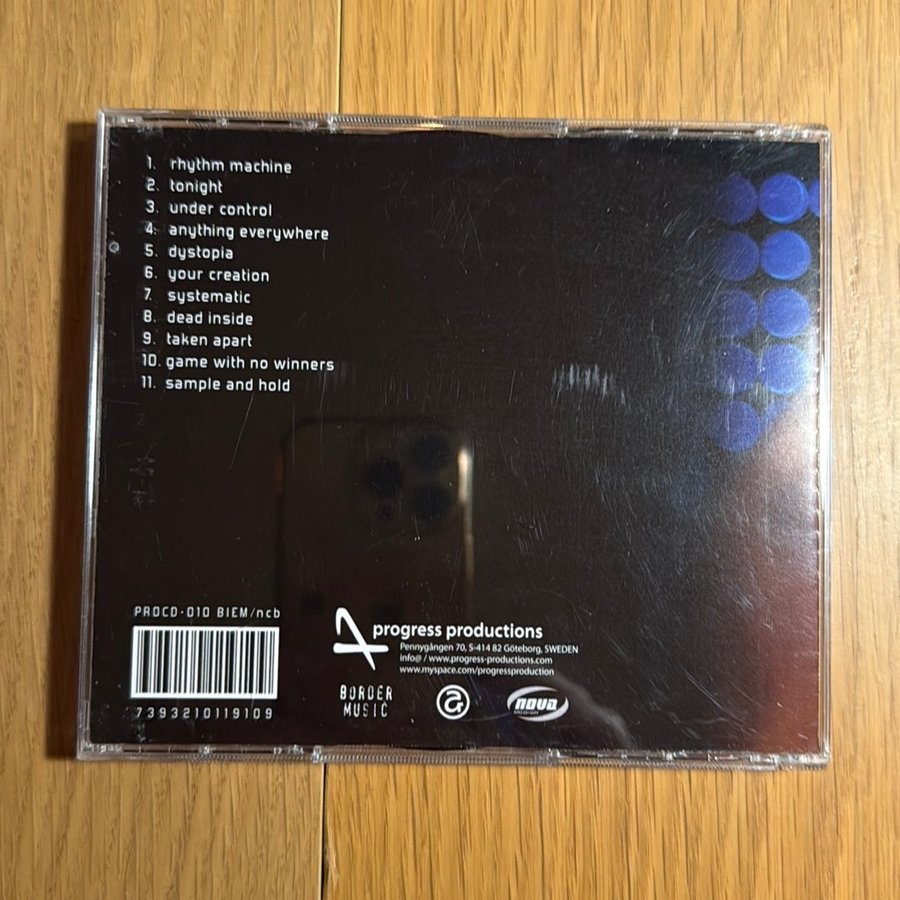 1. rhythm machine
2. tonight
3. under control
4. anything everywhere
5. dystopia
6. your creation
7. systematic
8. dead inside
9. taken apart
10. game with no winners
11. sample and hold
PROCD-010 BIEM/ncb
7393210119109
progress productions
Pennygången 70, S-414 82 Göteborg, SWEDEN
info@ / www.progress-productions.com
www.myspace.com/progressproduction
BORDER
MUSIC
nova